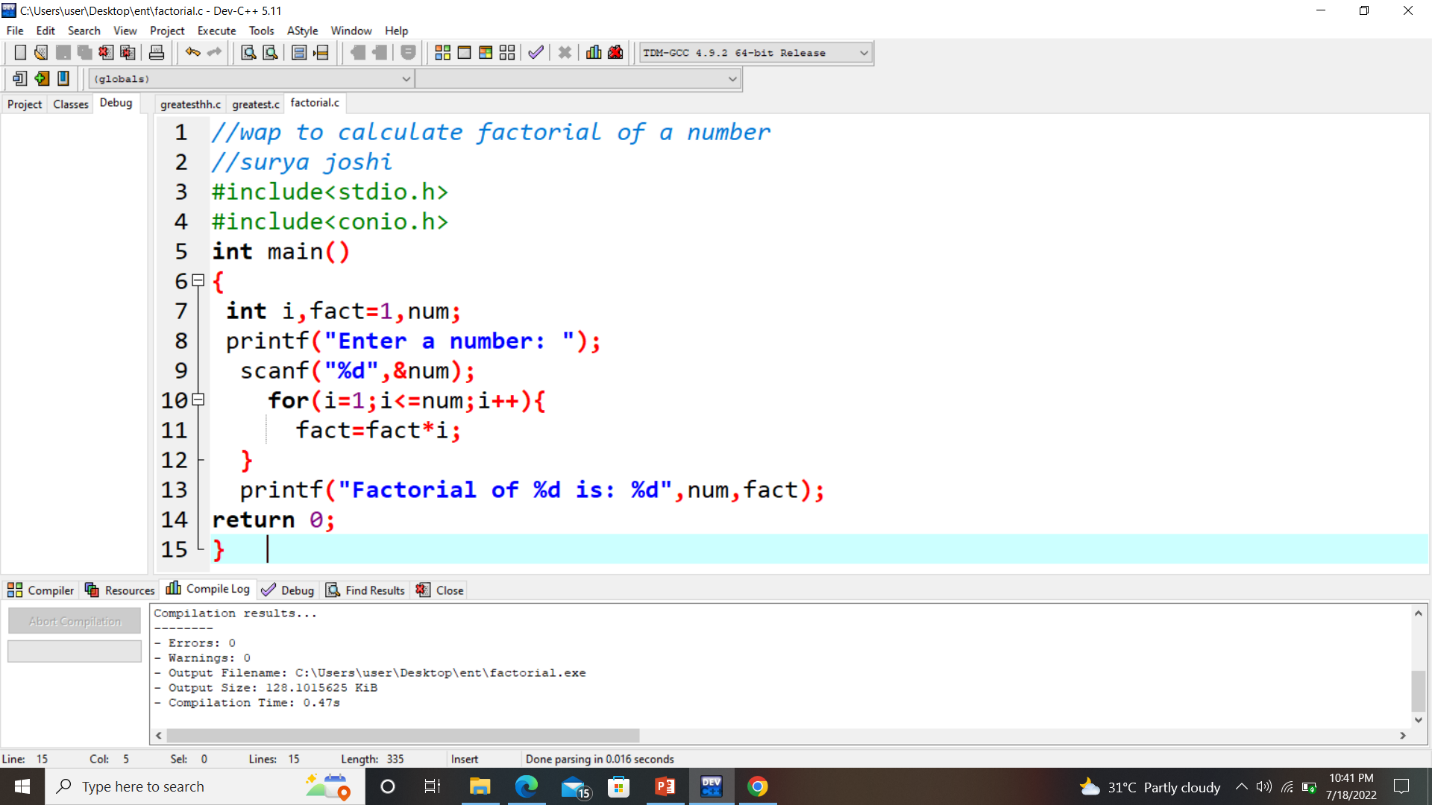 C:\Users\user\Desktop\ent\factorial.c - Dev-C++ 5.11
File Edit Search View Project Execute Tools AStyle Window Help
TDM-GCC 4.9.2 64-bit Release
(globals)
Project Classes Debug greatesthh.c greatest.c factorial.c
1 //wap to calculate factorial of a number
2 //surya joshi
3 #include<stdio.h>
4 #include<conio.h>
5 int main()
6 {
7 int i,fact=1,num;
8 printf("Enter a number: ");
9 scanf("%d",&num);
10 for(i=1;i<=num;i++){
11 fact=fact*i;
12 }
13 printf("Factorial of %d is: %d",num,fact);
14 return 0;
15 }
Compiler Resources Compile Log Debug Find Results Close
Abort Compilation
Compilation results...
--------
- Errors: 0
- Warnings: 0
- Output Filename: C:\Users\user\Desktop\ent\factorial.exe
- Output Size: 128.1015625 KiB
- Compilation Time: 0.47s
Line: 15 Col: 5 Sel: 0 Lines: 15 Length: 335 Insert Done parsing in 0.016 seconds
Type here to search 15 DEV 31°C Partly cloudy 10:41 PM
7/18/2022